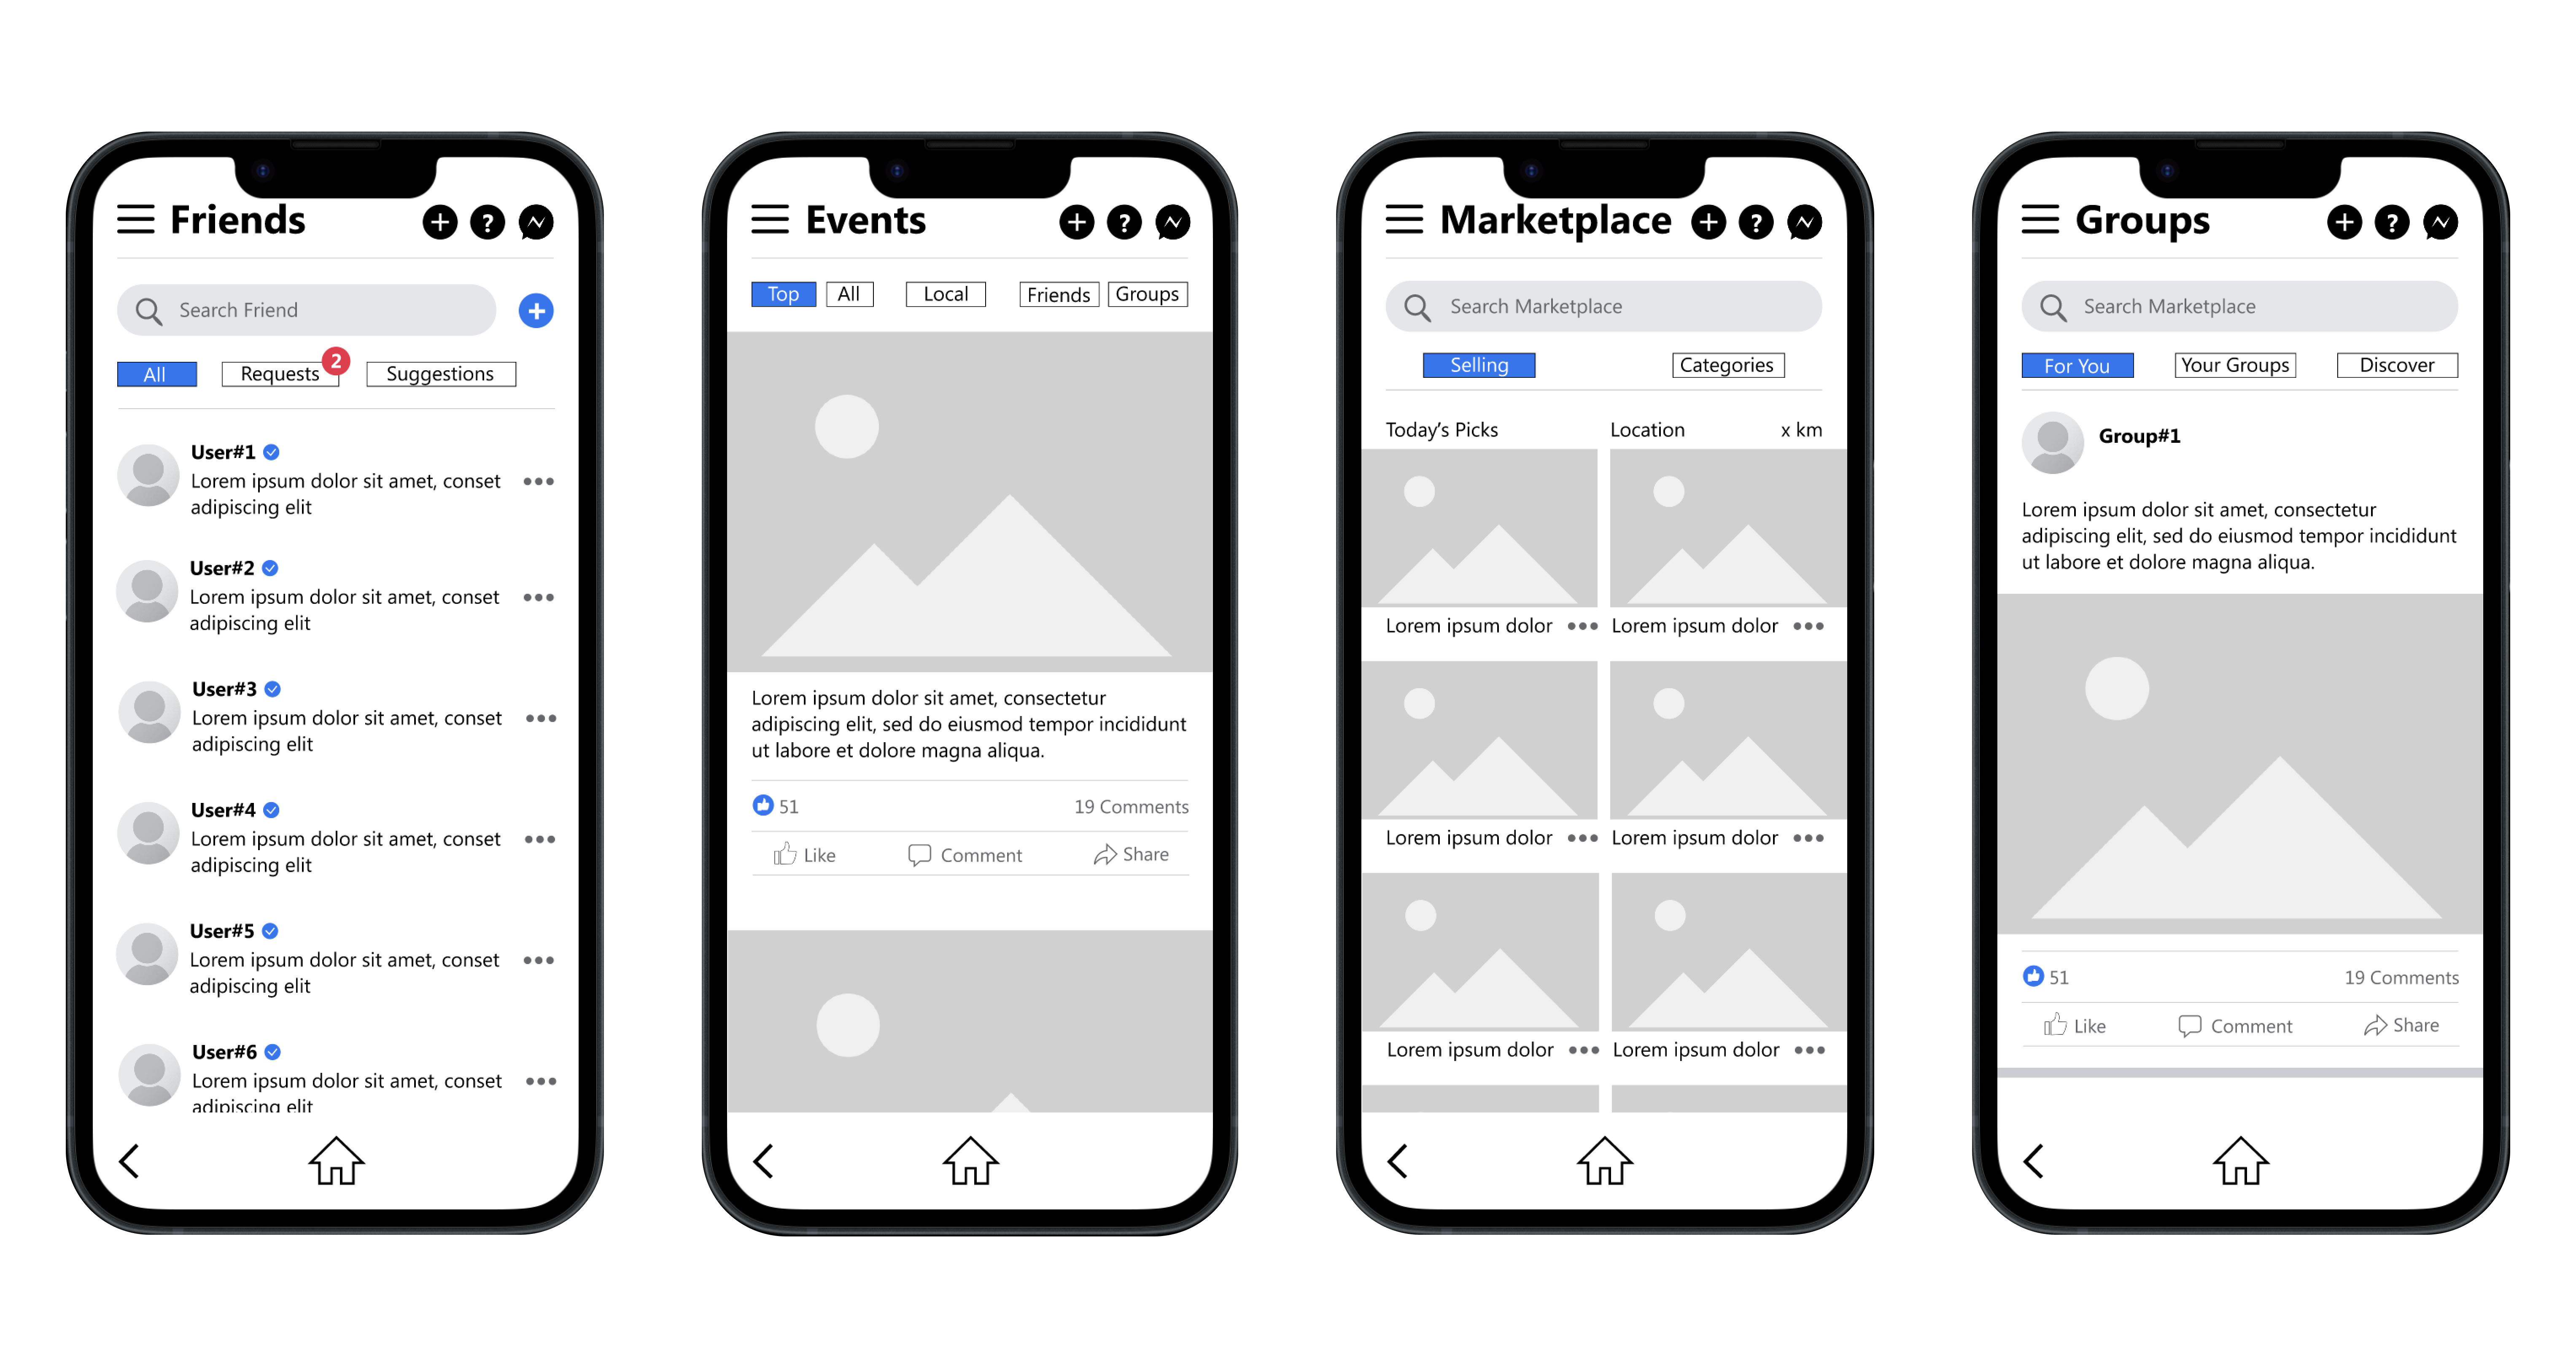 Friends
?
Search Friend
All
Requests
2
Suggestions
User#1
Lorem ipsum dolor sit amet, conset
adipiscing elit
User#2
Lorem ipsum dolor sit amet, conset
adipiscing elit
User#3
Lorem ipsum dolor sit amet, conset
adipiscing elit
User#4
Lorem ipsum dolor sit amet, conset
adipiscing elit
User#5
Lorem ipsum dolor sit amet, conset
adipiscing elit
User#6
Lorem ipsum dolor sit amet, conset
adipiscing elit
Events
?
Top All Local Friends Groups
Lorem ipsum dolor sit amet, consectetur
adipiscing elit, sed do eiusmod tempor incididunt
ut labore et dolore magna aliqua.
51 19 Comments
Like Comment Share
Marketplace
?
Search Marketplace
Selling Categories
Today’s Picks Location x km
Lorem ipsum dolor Lorem ipsum dolor
Lorem ipsum dolor Lorem ipsum dolor
Lorem ipsum dolor Lorem ipsum dolor
Groups
?
Search Marketplace
For You Your Groups Discover
Group#1
Lorem ipsum dolor sit amet, consectetur
adipiscing elit, sed do eiusmod tempor incididunt
ut labore et dolore magna aliqua.
51 19 Comments
Like Comment Share